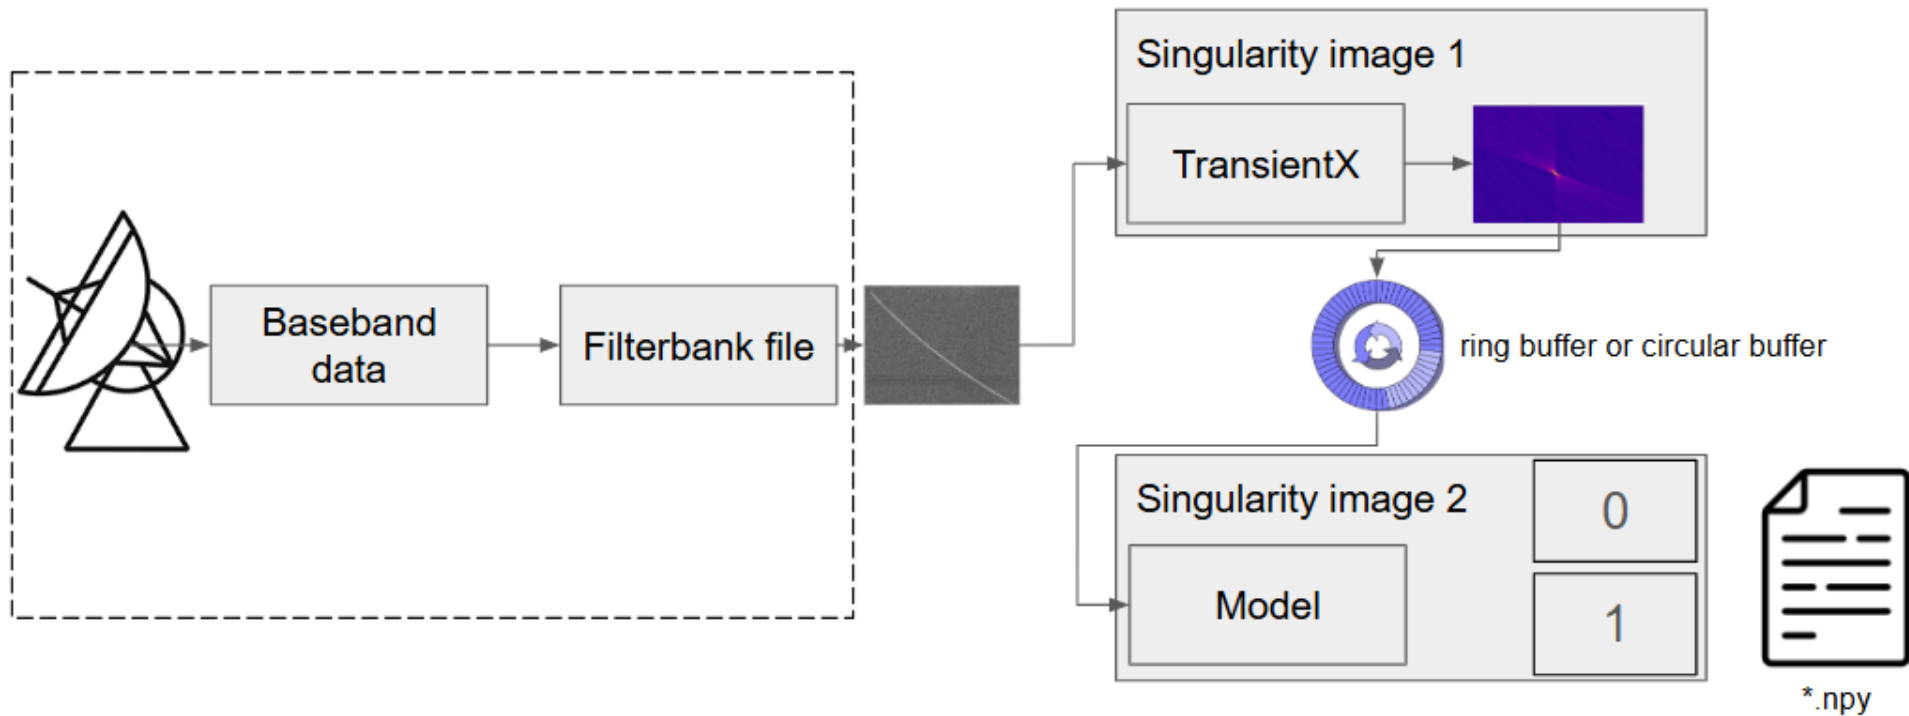 Singularity image 1
TransientX
Baseband
data
Filterbank file
ring buffer or circular buffer
Singularity image 2
0
Model
1
*.npy